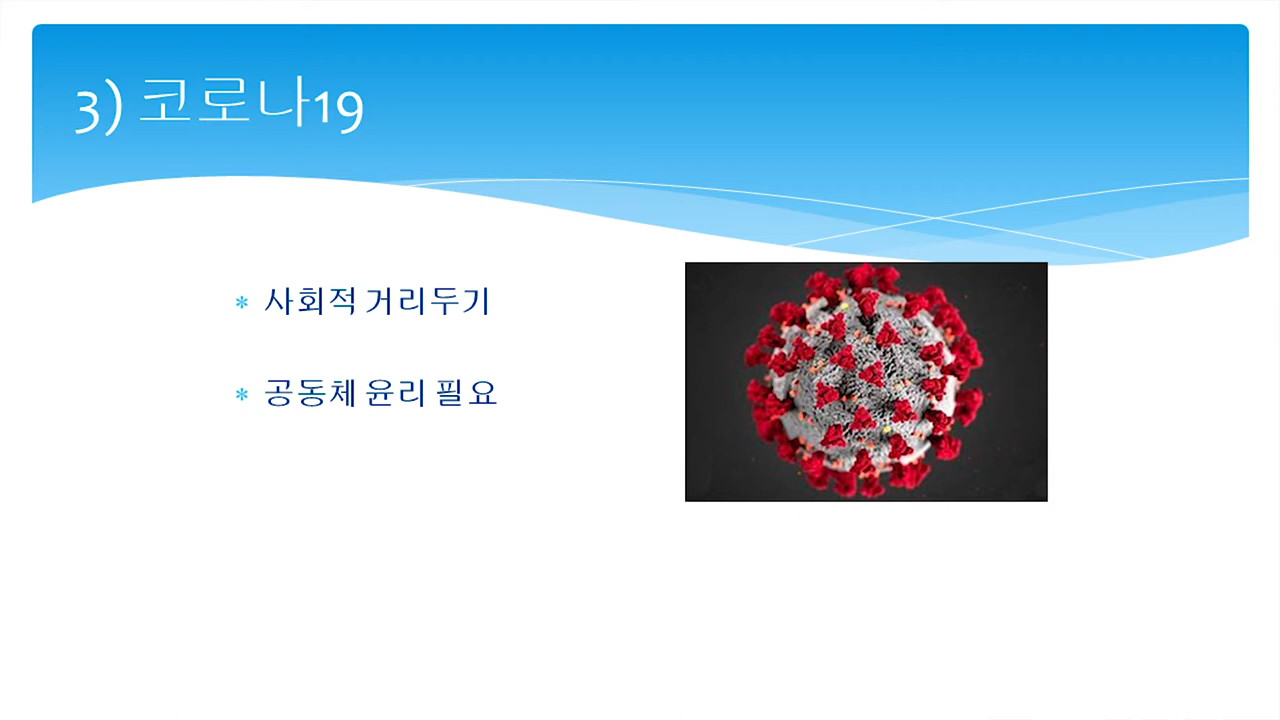 3) 코로나19
* 사회적 거리두기
* 공동체 윤리 필요